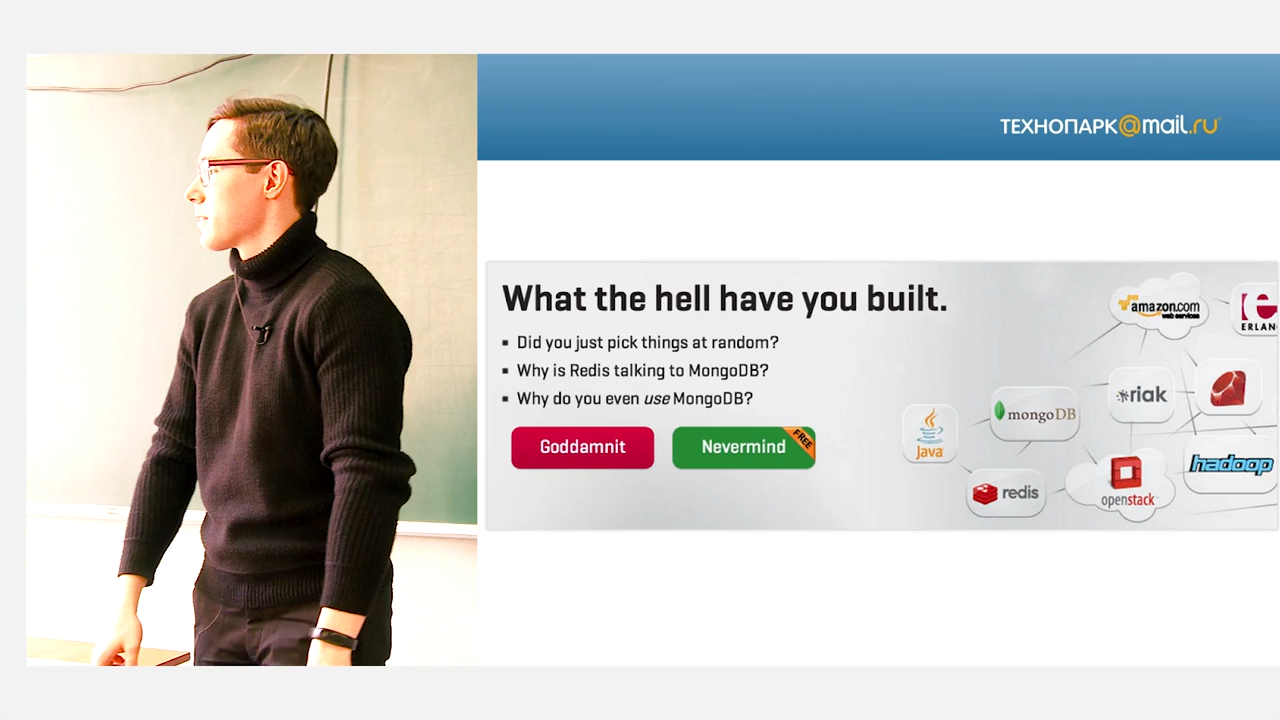 ТЕХНОПАРК@mail.ru
What the hell have you built.
Did you just pick things at random?
Why is Redis talking to MongoDB?
Why do you even use MongoDB?
Goddamnit
Nevermind
FREE
amazon.com
web services
ERLAN
riak
mongoDB
Java
hadoop
redis
openstack